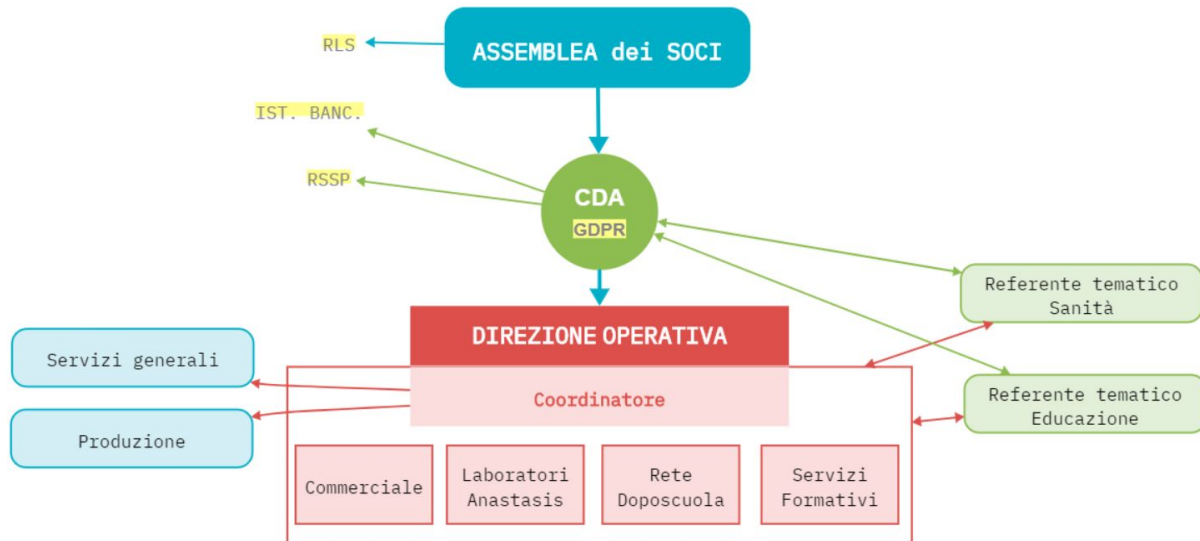 ASSEMBLEA dei SOCI
RLS
IST. BANC.
RSSP
CDA
GDPR
Referente tematico
Sanità
DIREZIONE OPERATIVA
Servizi generali
Coordinatore
Referente tematico
Educazione
Produzione
Commerciale
Laboratori
Anastasis
Rete
Doposcuola
Servizi
Formativi